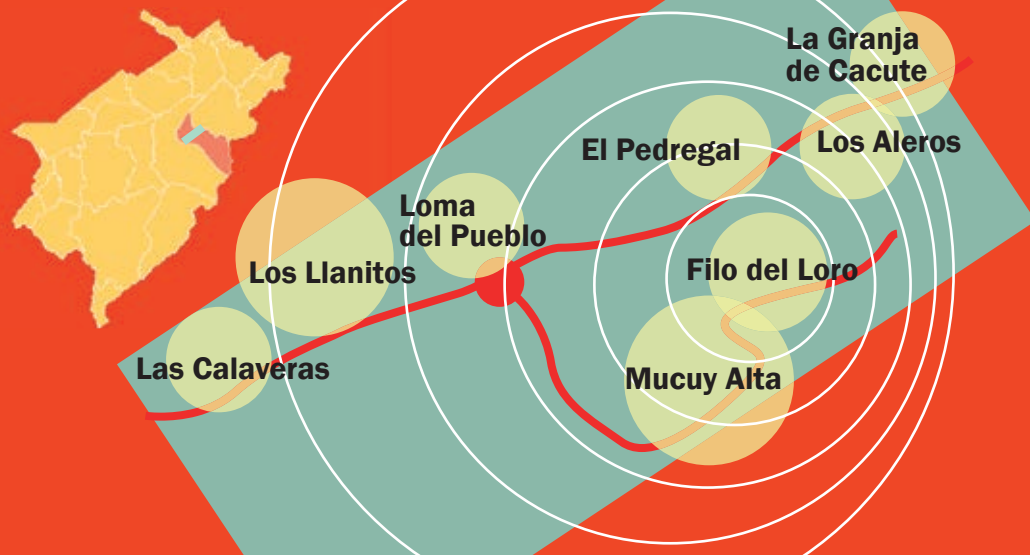 La Granja
de Cacute
Los Aleros
El Pedregal
Loma
del Pueblo
Los Llanitos
Filo del Loro
Las Calaveras
Mucuy Alta